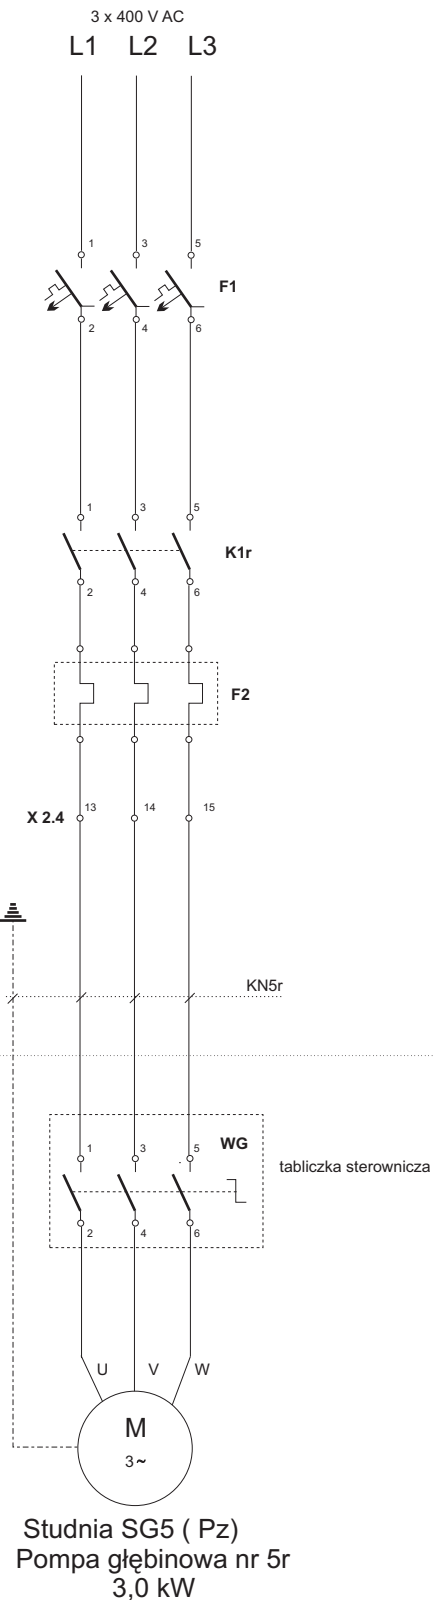 3 x 400 V AC
L1 L2 L3
1 3 5
F1
2 4 6
1 3 5
K1r
2 4 6
F2
13 14 15
X 2.4
KN5r
WG
1 3 5
tabliczka sterownicza
2 4 6
U V W
M
3~
Studnia SG5 ( Pz)
Pompa głębinowa nr 5r
3,0 kW